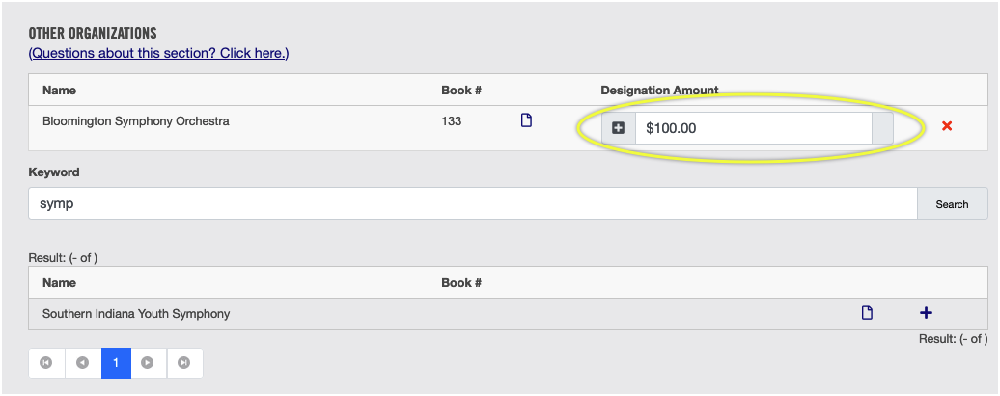 OTHER ORGANIZATIONS
(Questions about this section? Click here.)
Name Book # Designation Amount
Bloomington Symphony Orchestra 133 $100.00
Keyword
symp
Search
Result: (- of )
Name Book #
Southern Indiana Youth Symphony
Result: (- of )
1